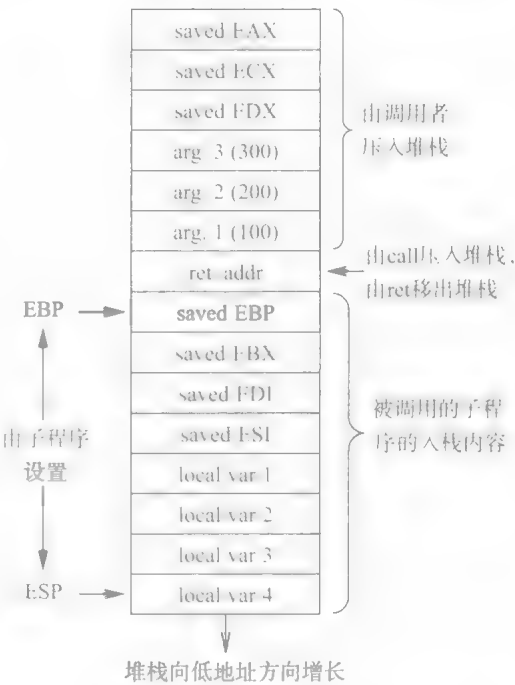 saved EAX
saved ECX
saved EDX
arg. 3 (300)
arg. 2 (200)
arg. 1 (100)
ret addr
saved EBP
saved EBX
saved EDI
saved ESI
local var 1
local var 2
local var 3
local var 4
由调用者
压入堆栈
由call压入堆栈,
由ret移出堆栈
被调用的子程
序的入栈内容
EBP
由子程序
设置
ESP
堆栈向低地址方向增长